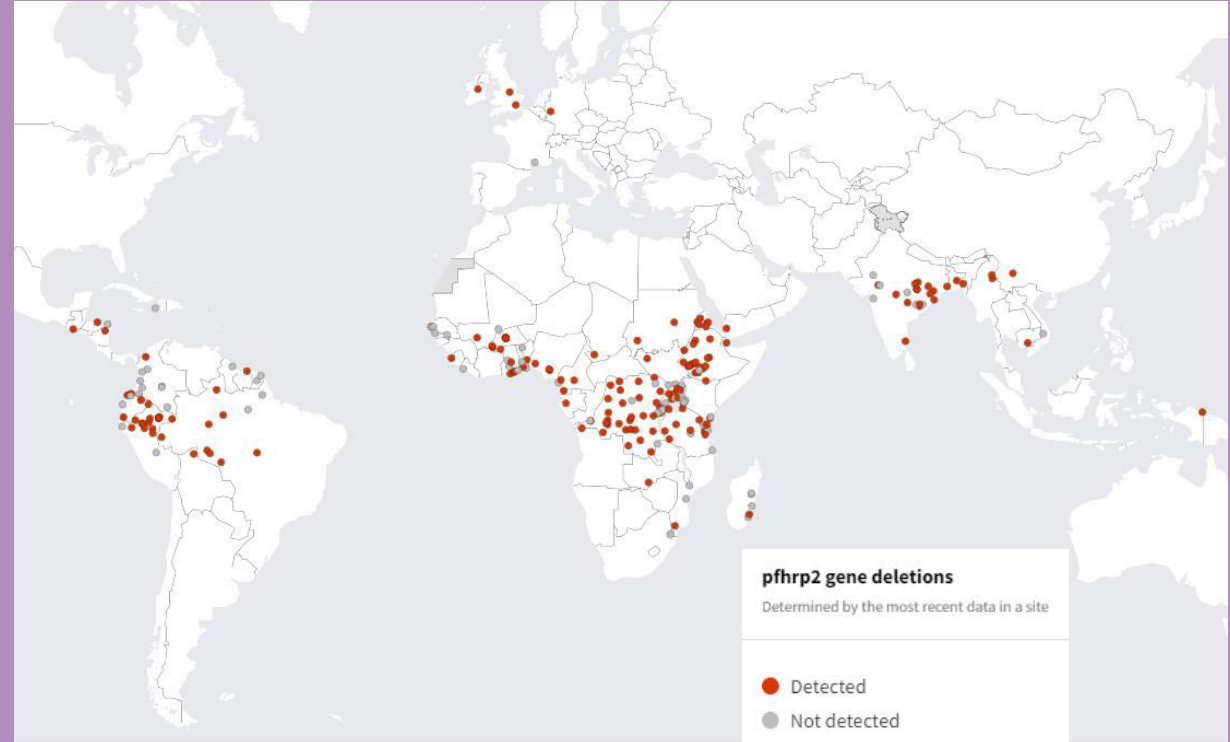 pfhrp2 gene deletions
Determined by the most recent data in a site
Detected
Not detected